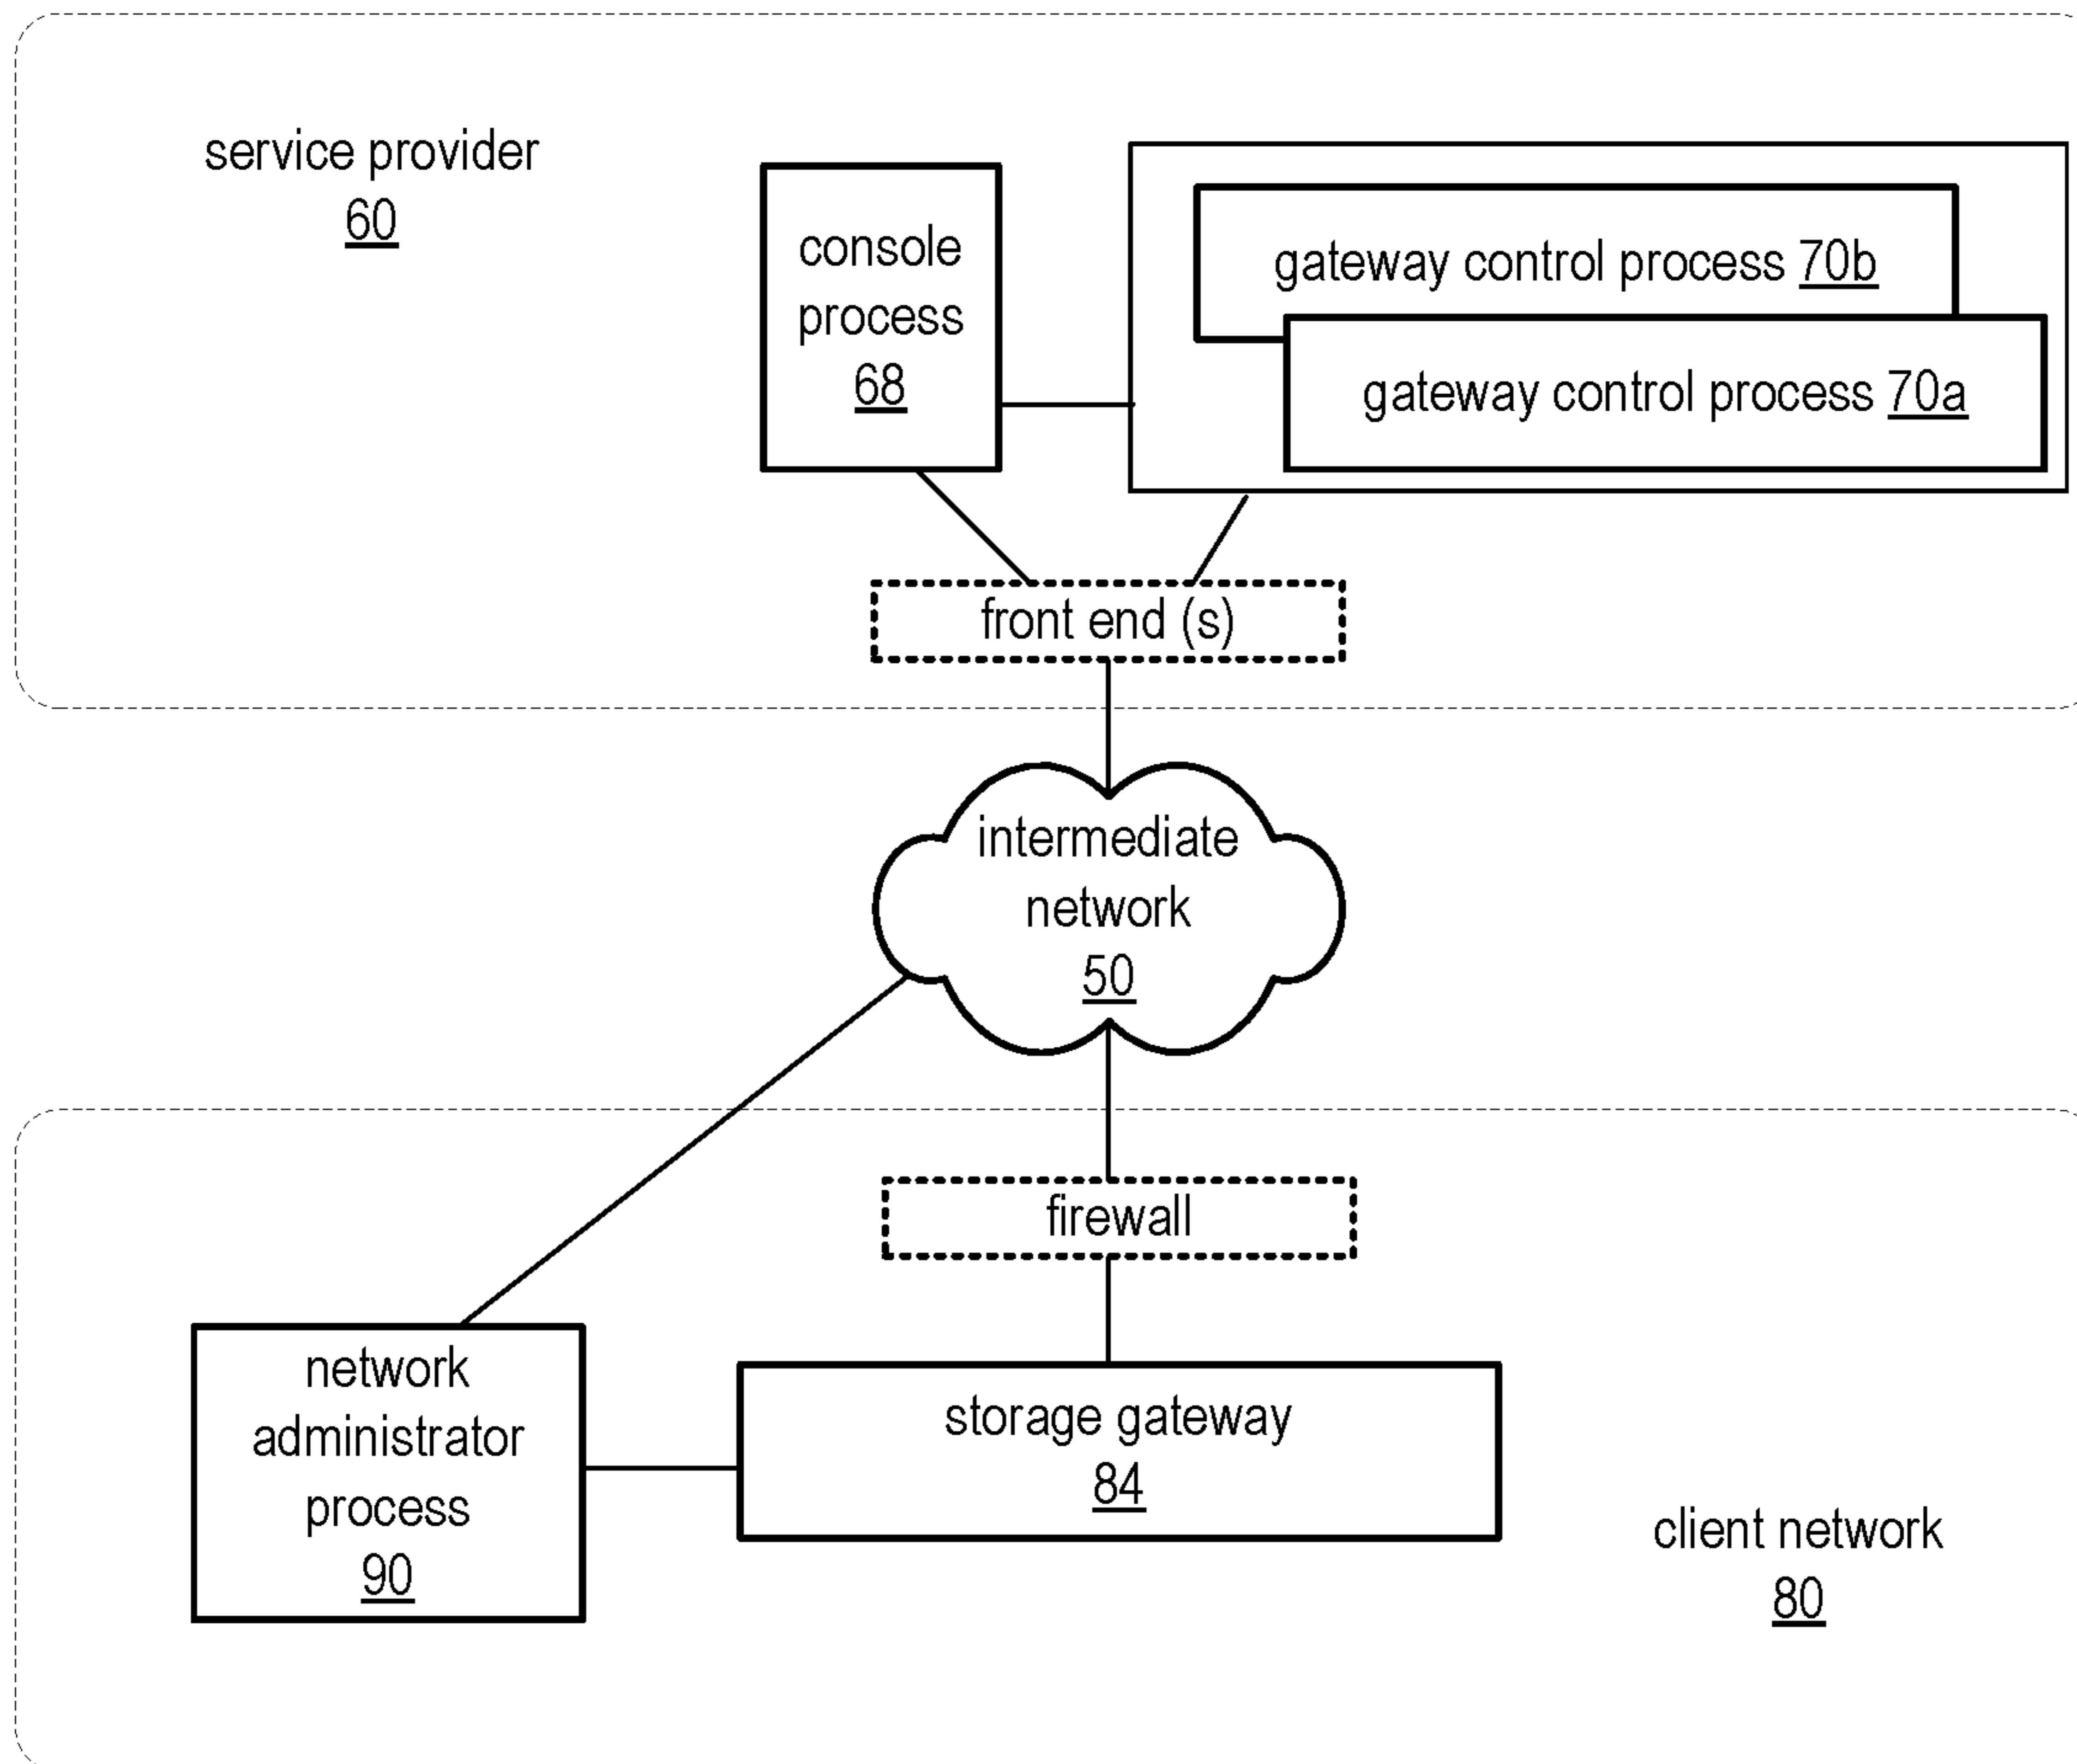 service provider
60
console
process
68
gateway control process 70b
gateway control process 70a
front end (s)
intermediate
network
50
firewall
network
administrator
process
90
storage gateway
84
client network
80